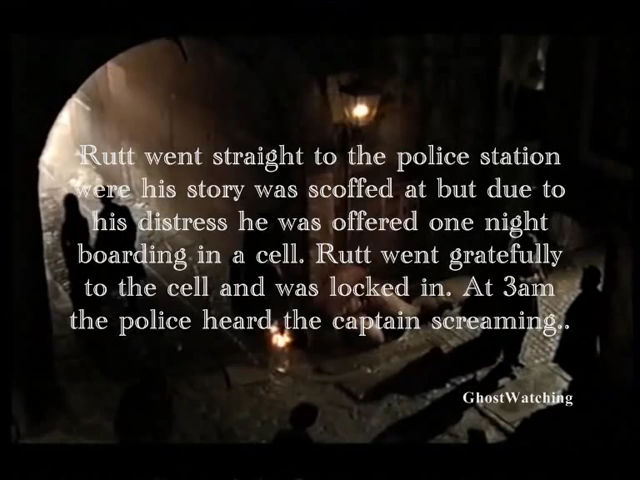 Rutt went straight to the police station
were his story was scoffed at but due to
his distress he was offered one night
boarding in a cell. Rutt went gratefully
to the cell and was locked in. At 3am
the police heard the captain screaming..
GhostWatching